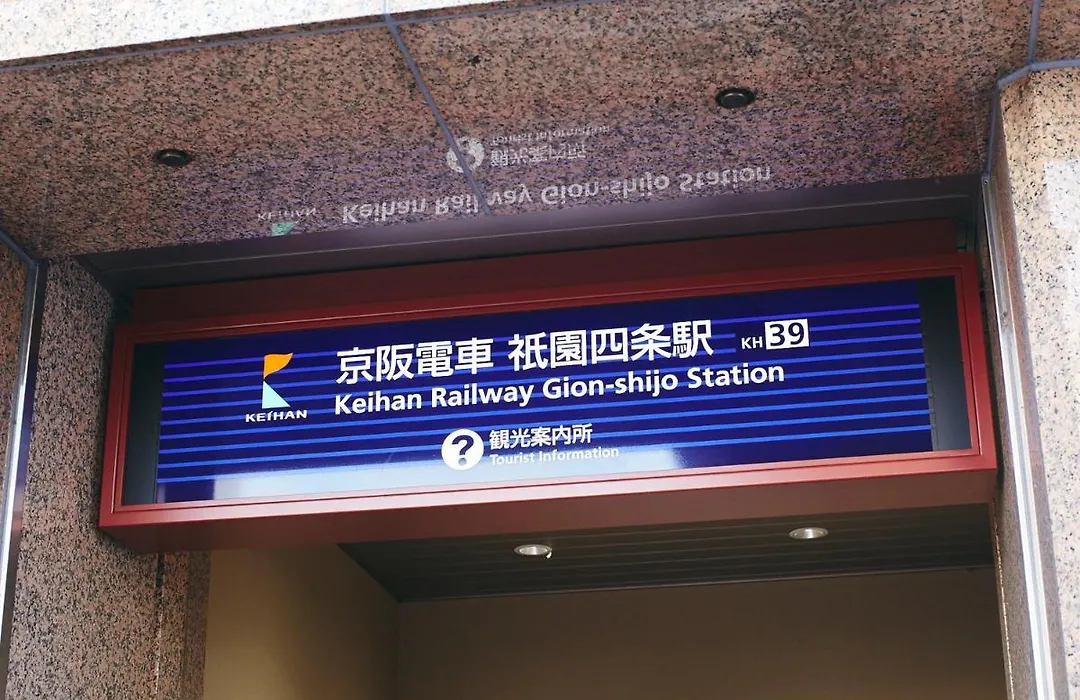 京阪電車 祇園四条駅 KH 39
Keihan Railway Gion-shijo Station
KEIHAN
? 観光案内所
Tourist Information